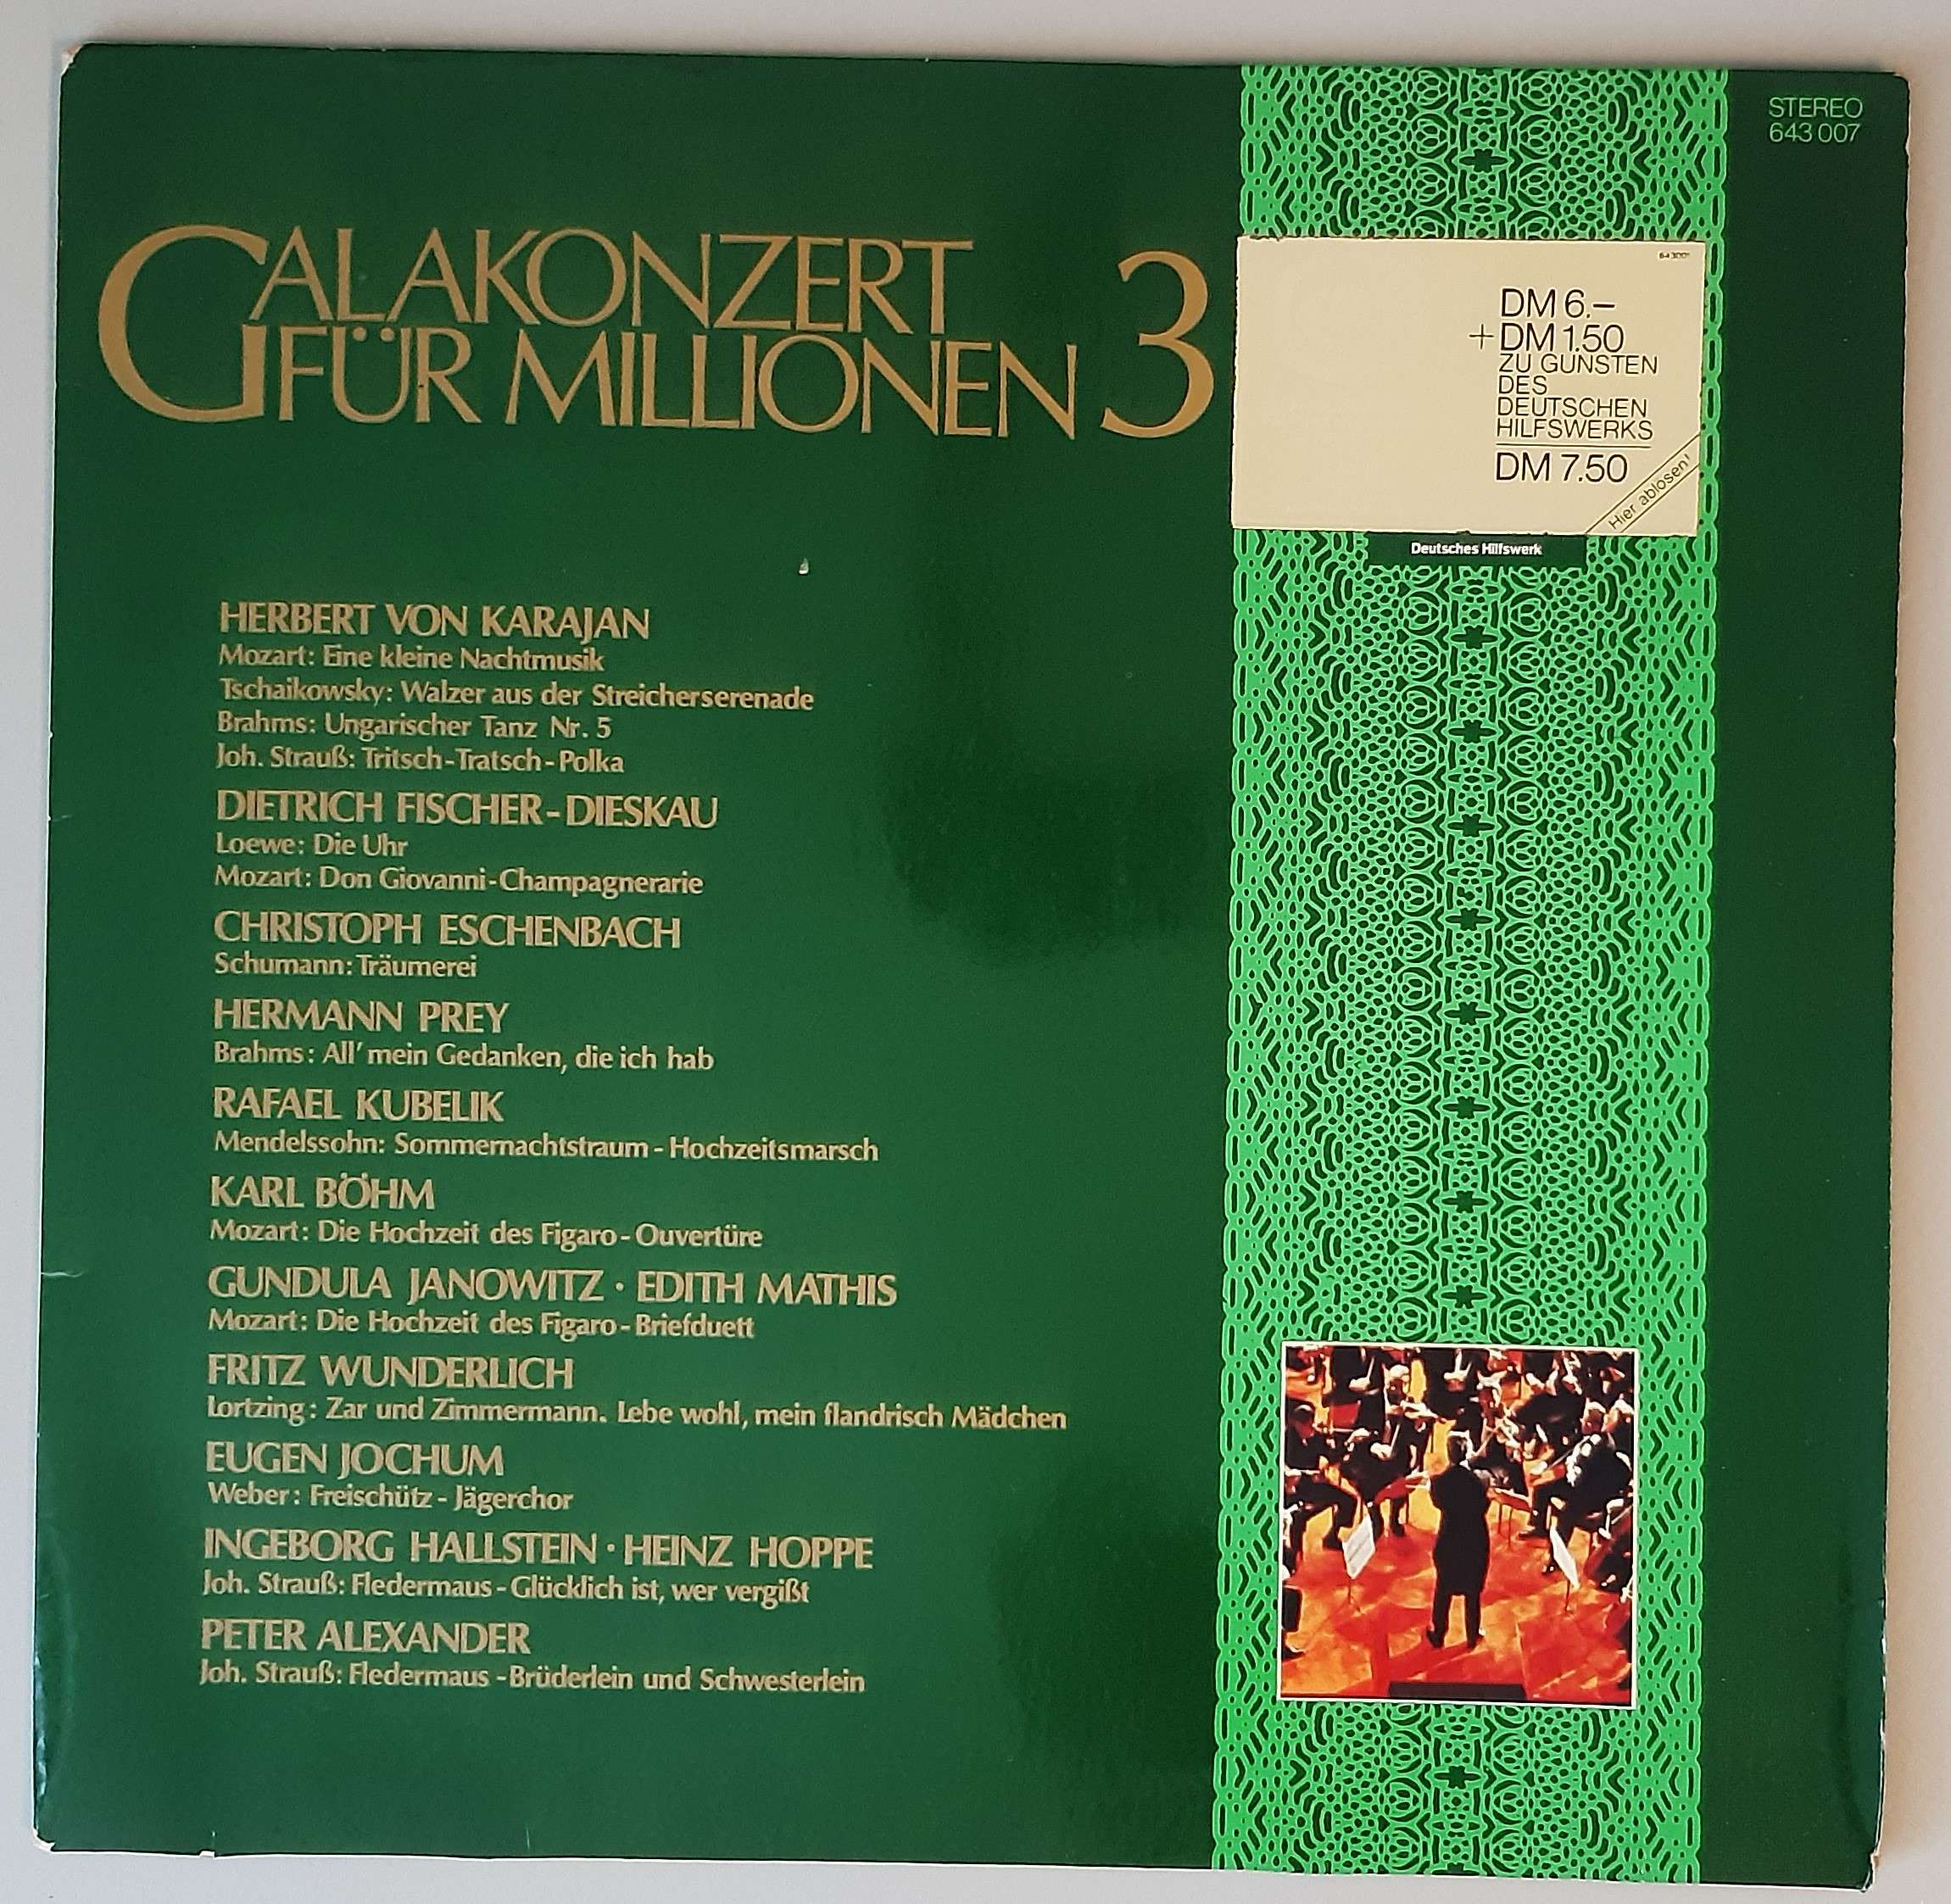 STEREO
643 007
GALAKONZERT
FÜR MILLIONEN 3
DM 6.–
+DM 1.50
ZU GUNSTEN
DES
DEUTSCHEN
HILFSWERKS
DM 7.50
Hier ablösen!
Deutsches Hilfswerk
HERBERT VON KARAJAN
Mozart: Eine kleine Nachtmusik
Tschaikowsky: Walzer aus der Streicherserenade
Brahms: Ungarischer Tanz Nr. 5
Joh. Strauß: Tritsch-Tratsch-Polka
DIETRICH FISCHER-DIESKAU
Loewe: Die Uhr
Mozart: Don Giovanni-Champagnerarie
CHRISTOPH ESCHENBACH
Schumann: Träumerei
HERMANN PREY
Brahms: All' mein Gedanken, die ich hab
RAFAEL KUBELIK
Mendelssohn: Sommernachtstraum - Hochzeitsmarsch
KARL BÖHM
Mozart: Die Hochzeit des Figaro - Ouvertüre
GUNDULA JANOWITZ · EDITH MATHIS
Mozart: Die Hochzeit des Figaro - Briefduett
FRITZ WUNDERLICH
Lortzing: Zar und Zimmermann. Lebe wohl, mein flandrisch Mädchen
EUGEN JOCHUM
Weber: Freischütz - Jägerchor
INGEBORG HALLSTEIN · HEINZ HOPPE
Joh. Strauß: Fledermaus - Glücklich ist, wer vergißt
PETER ALEXANDER
Joh. Strauß: Fledermaus - Brüderlein und Schwesterlein